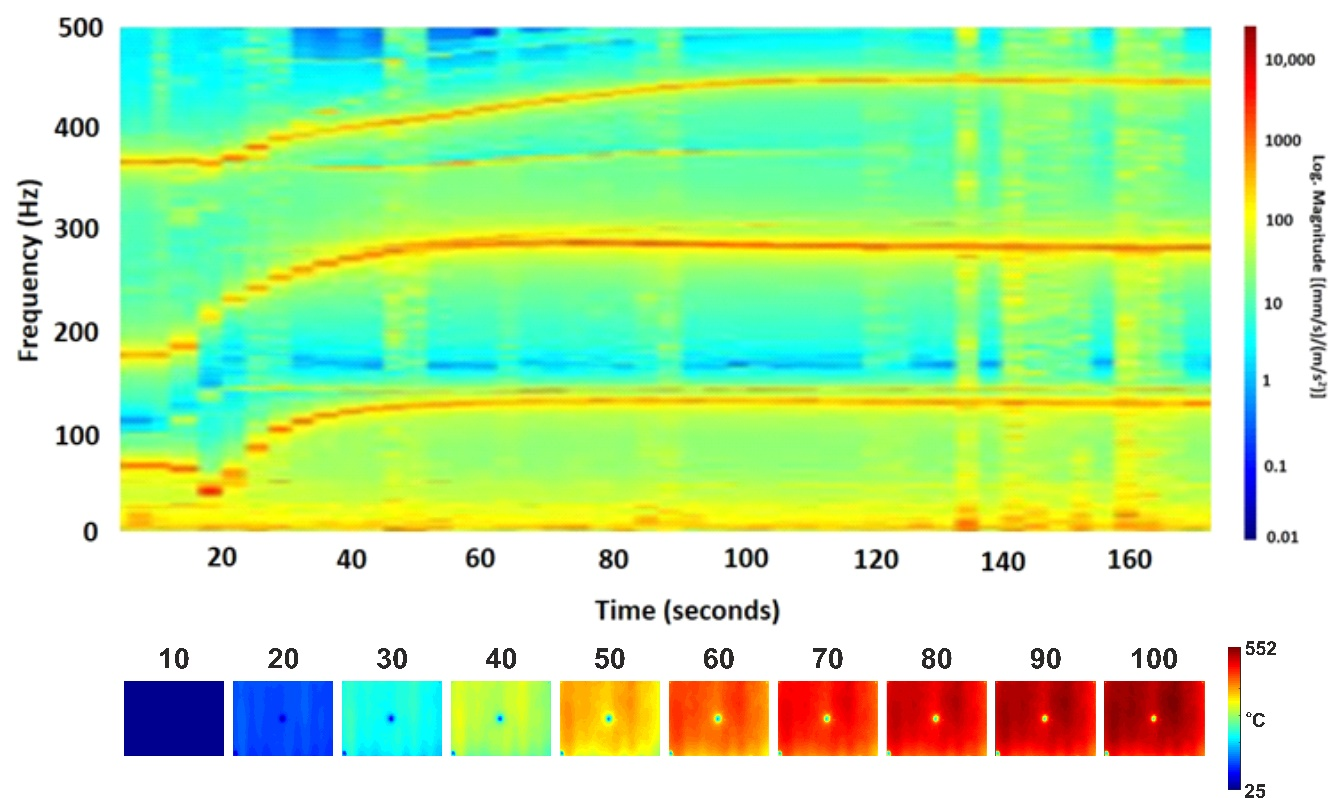 500
400
300
200
100
0
Frequency (Hz)
20 40 60 80 100 120 140 160
Time (seconds)
10,000
1000
100
10
1
0.1
0.01
Log. Magnitude [(mm/s)/(m/s²)]
10 20 30 40 50 60 70 80 90 100
552
°C
25